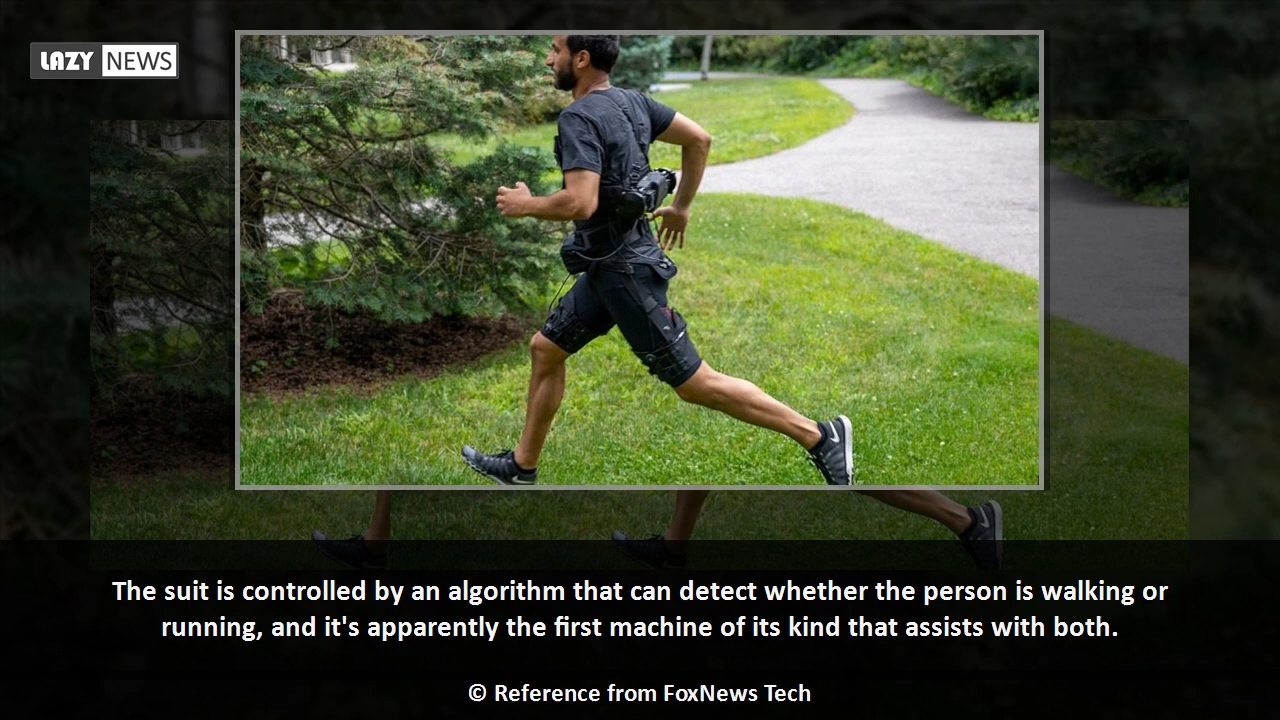 LAZY NEWS
The suit is controlled by an algorithm that can detect whether the person is walking or
running, and it's apparently the first machine of its kind that assists with both.
© Reference from FoxNews Tech